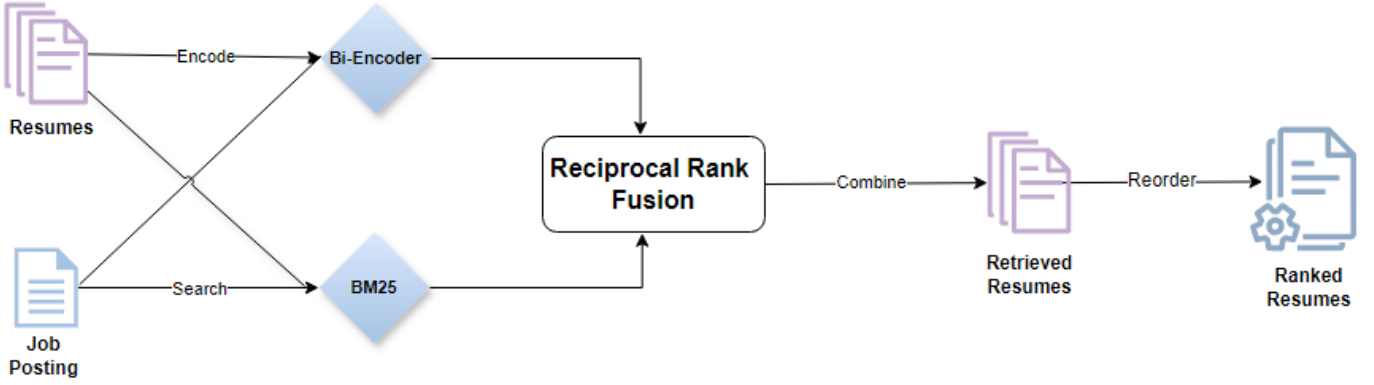 Encode
Bi-Encoder
Resumes
Reciprocal Rank
Fusion
Combine
Reorder
Search
BM25
Retrieved
Resumes
Ranked
Resumes
Job
Posting